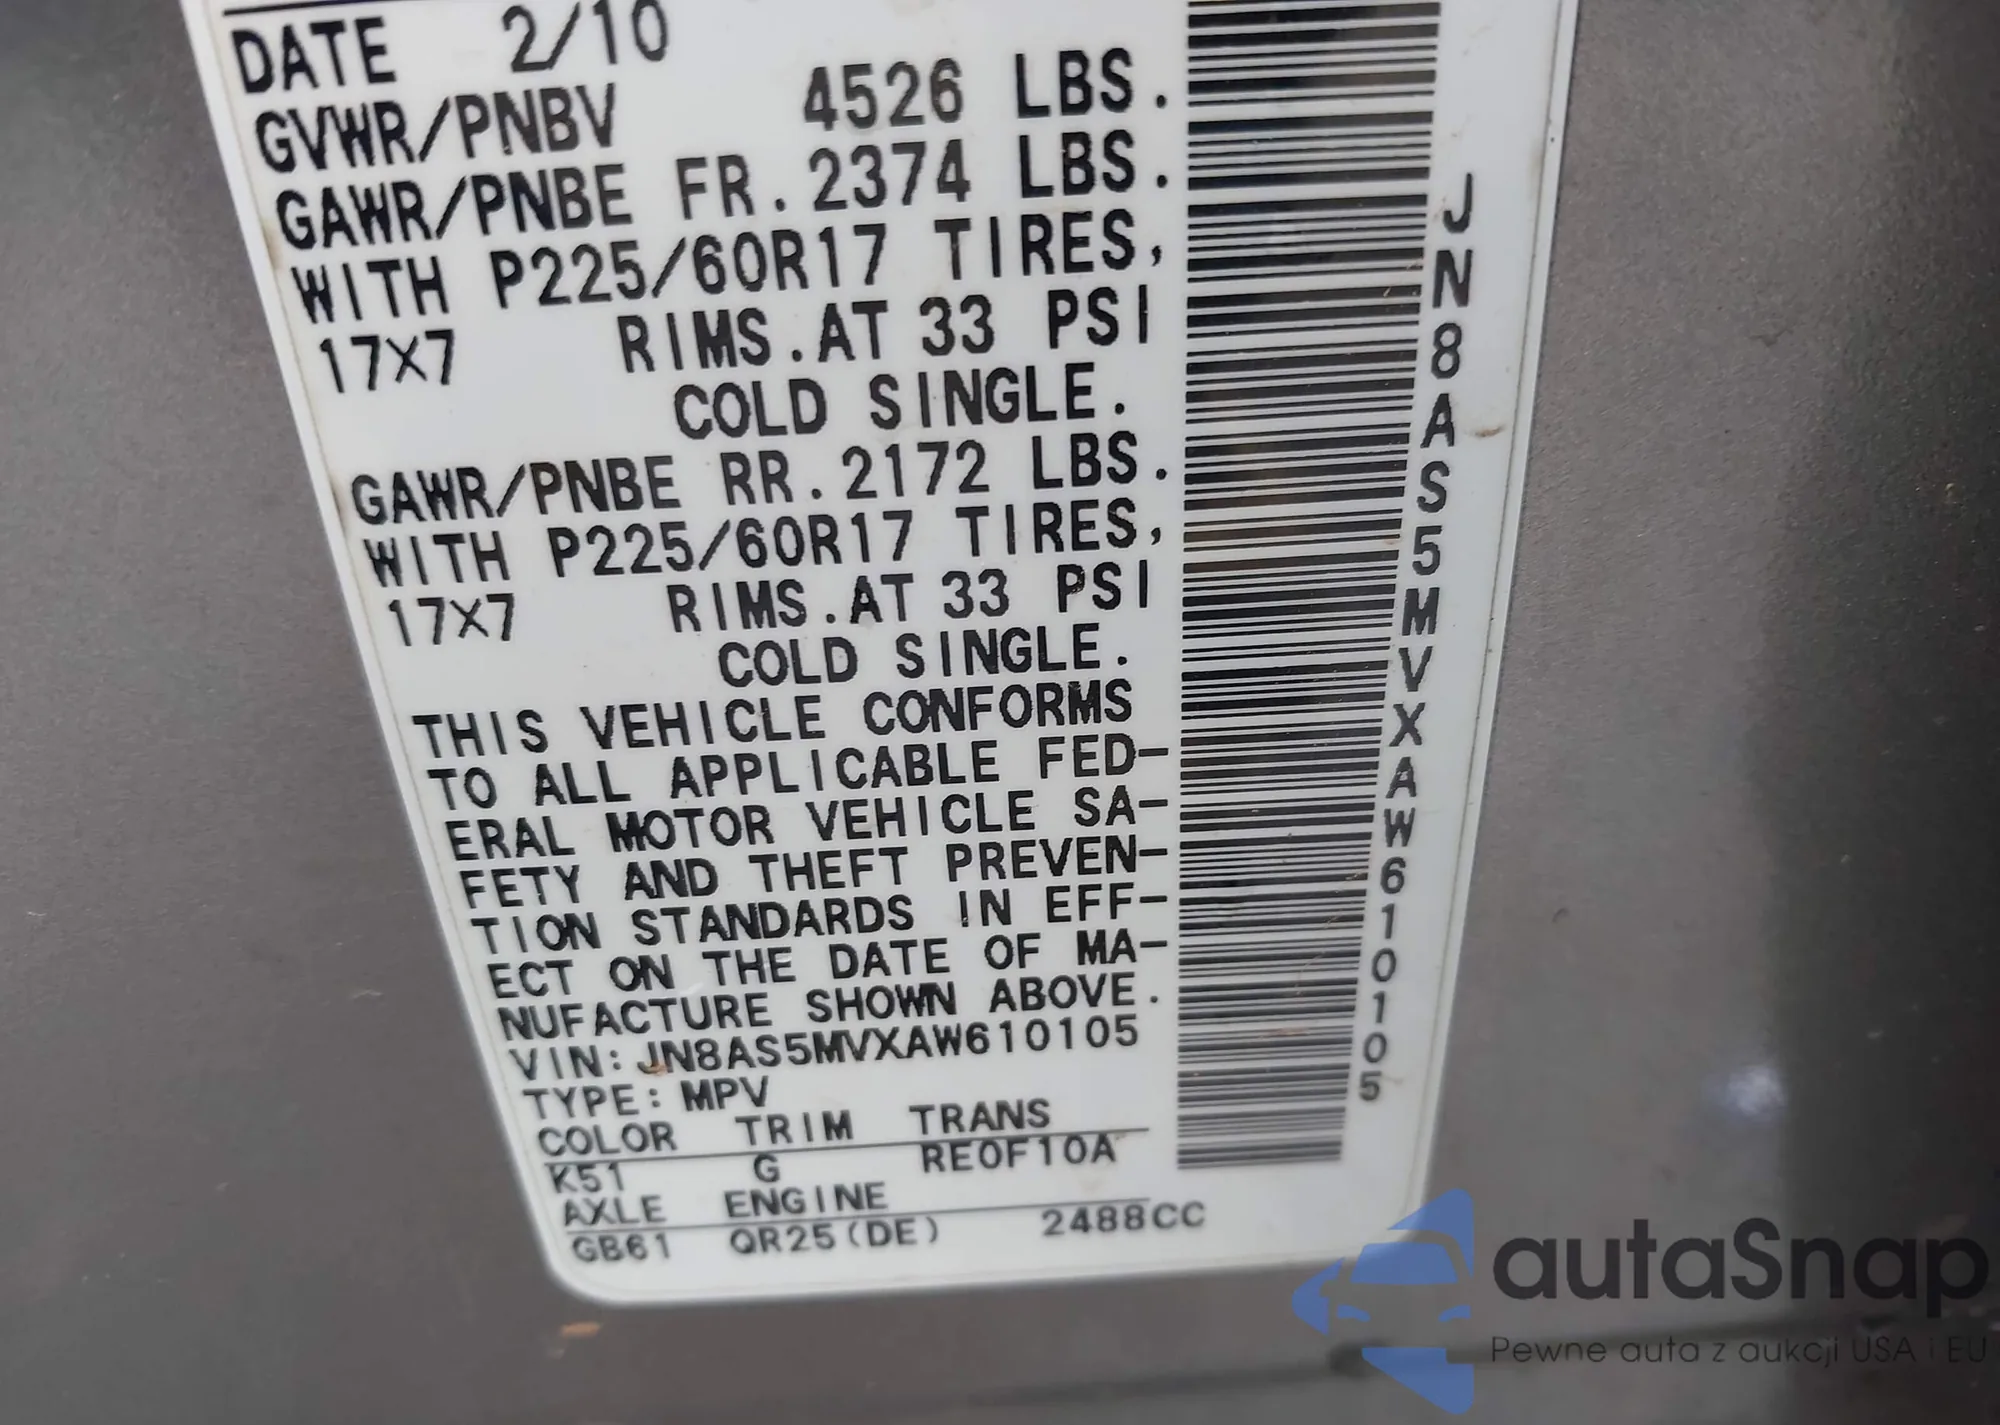 DATE 2/10
GVWR/PNBV 4526 LBS.
GAWR/PNBE FR. 2374 LBS.
WITH P225/60R17 TIRES,
17X7 RIMS. AT 33 PSI
COLD SINGLE.
GAWR/PNBE RR. 2172 LBS.
WITH P225/60R17 TIRES,
17X7 RIMS. AT 33 PSI
COLD SINGLE.
THIS VEHICLE CONFORMS
TO ALL APPLICABLE FED-
ERAL MOTOR VEHICLE SA-
FETY AND THEFT PREVEN-
TION STANDARDS IN EFF-
ECT ON THE DATE OF MA-
NUFACTURE SHOWN ABOVE.
VIN: JN8AS5MVXAW610105
TYPE: MPV
COLOR TRIM TRANS
K51 G RE0F10A
AXLE ENGINE
GB61 QR25(DE) 2488CC
JN8AS5MVXAW610105
autaSnap
Pewne auta z aukcji USA i EU